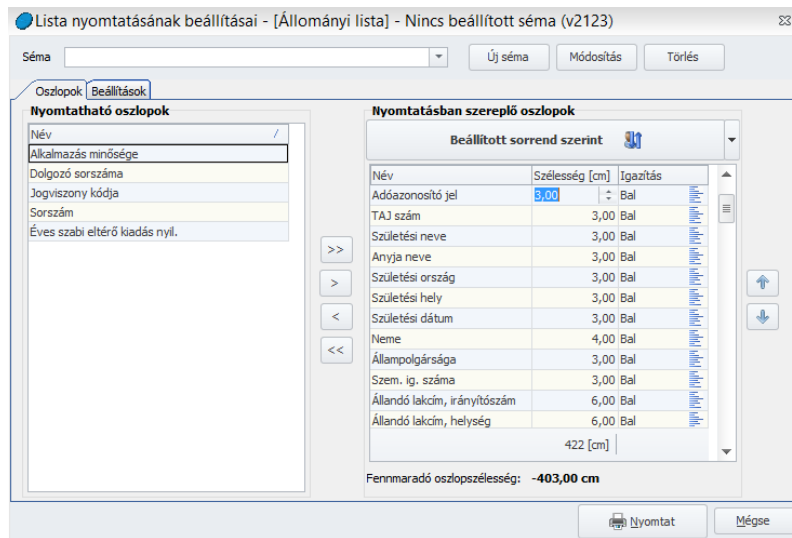 Lista nyomtatásának beállításai - [Állományi lista] - Nincs beállított séma (v2123)
Séma Új séma Módosítás Törlés
Oszlopok Beállítások
Nyomtatható oszlopok
Név
Alkalmazás minősége
Dolgozó sorszáma
Jogviszony kódja
Sorszám
Éves szabi eltérő kiadás nyil.
>>
>
<
<<
Nyomtatásban szereplő oszlopok
Beállított sorrend szerint
Név Szélesség [cm] Igazítás
Adóazonosító jel 3,00 Bal
TAJ szám 3,00 Bal
Születési neve 3,00 Bal
Anyja neve 3,00 Bal
Születési ország 3,00 Bal
Születési hely 3,00 Bal
Születési dátum 3,00 Bal
Neme 4,00 Bal
Állampolgársága 3,00 Bal
Szem. ig. száma 3,00 Bal
Állandó lakcím, irányítószám 6,00 Bal
Állandó lakcím, helység 6,00 Bal
422 [cm]
Fennmaradó oszlopszélesség: -403,00 cm
Nyomtat Mégse